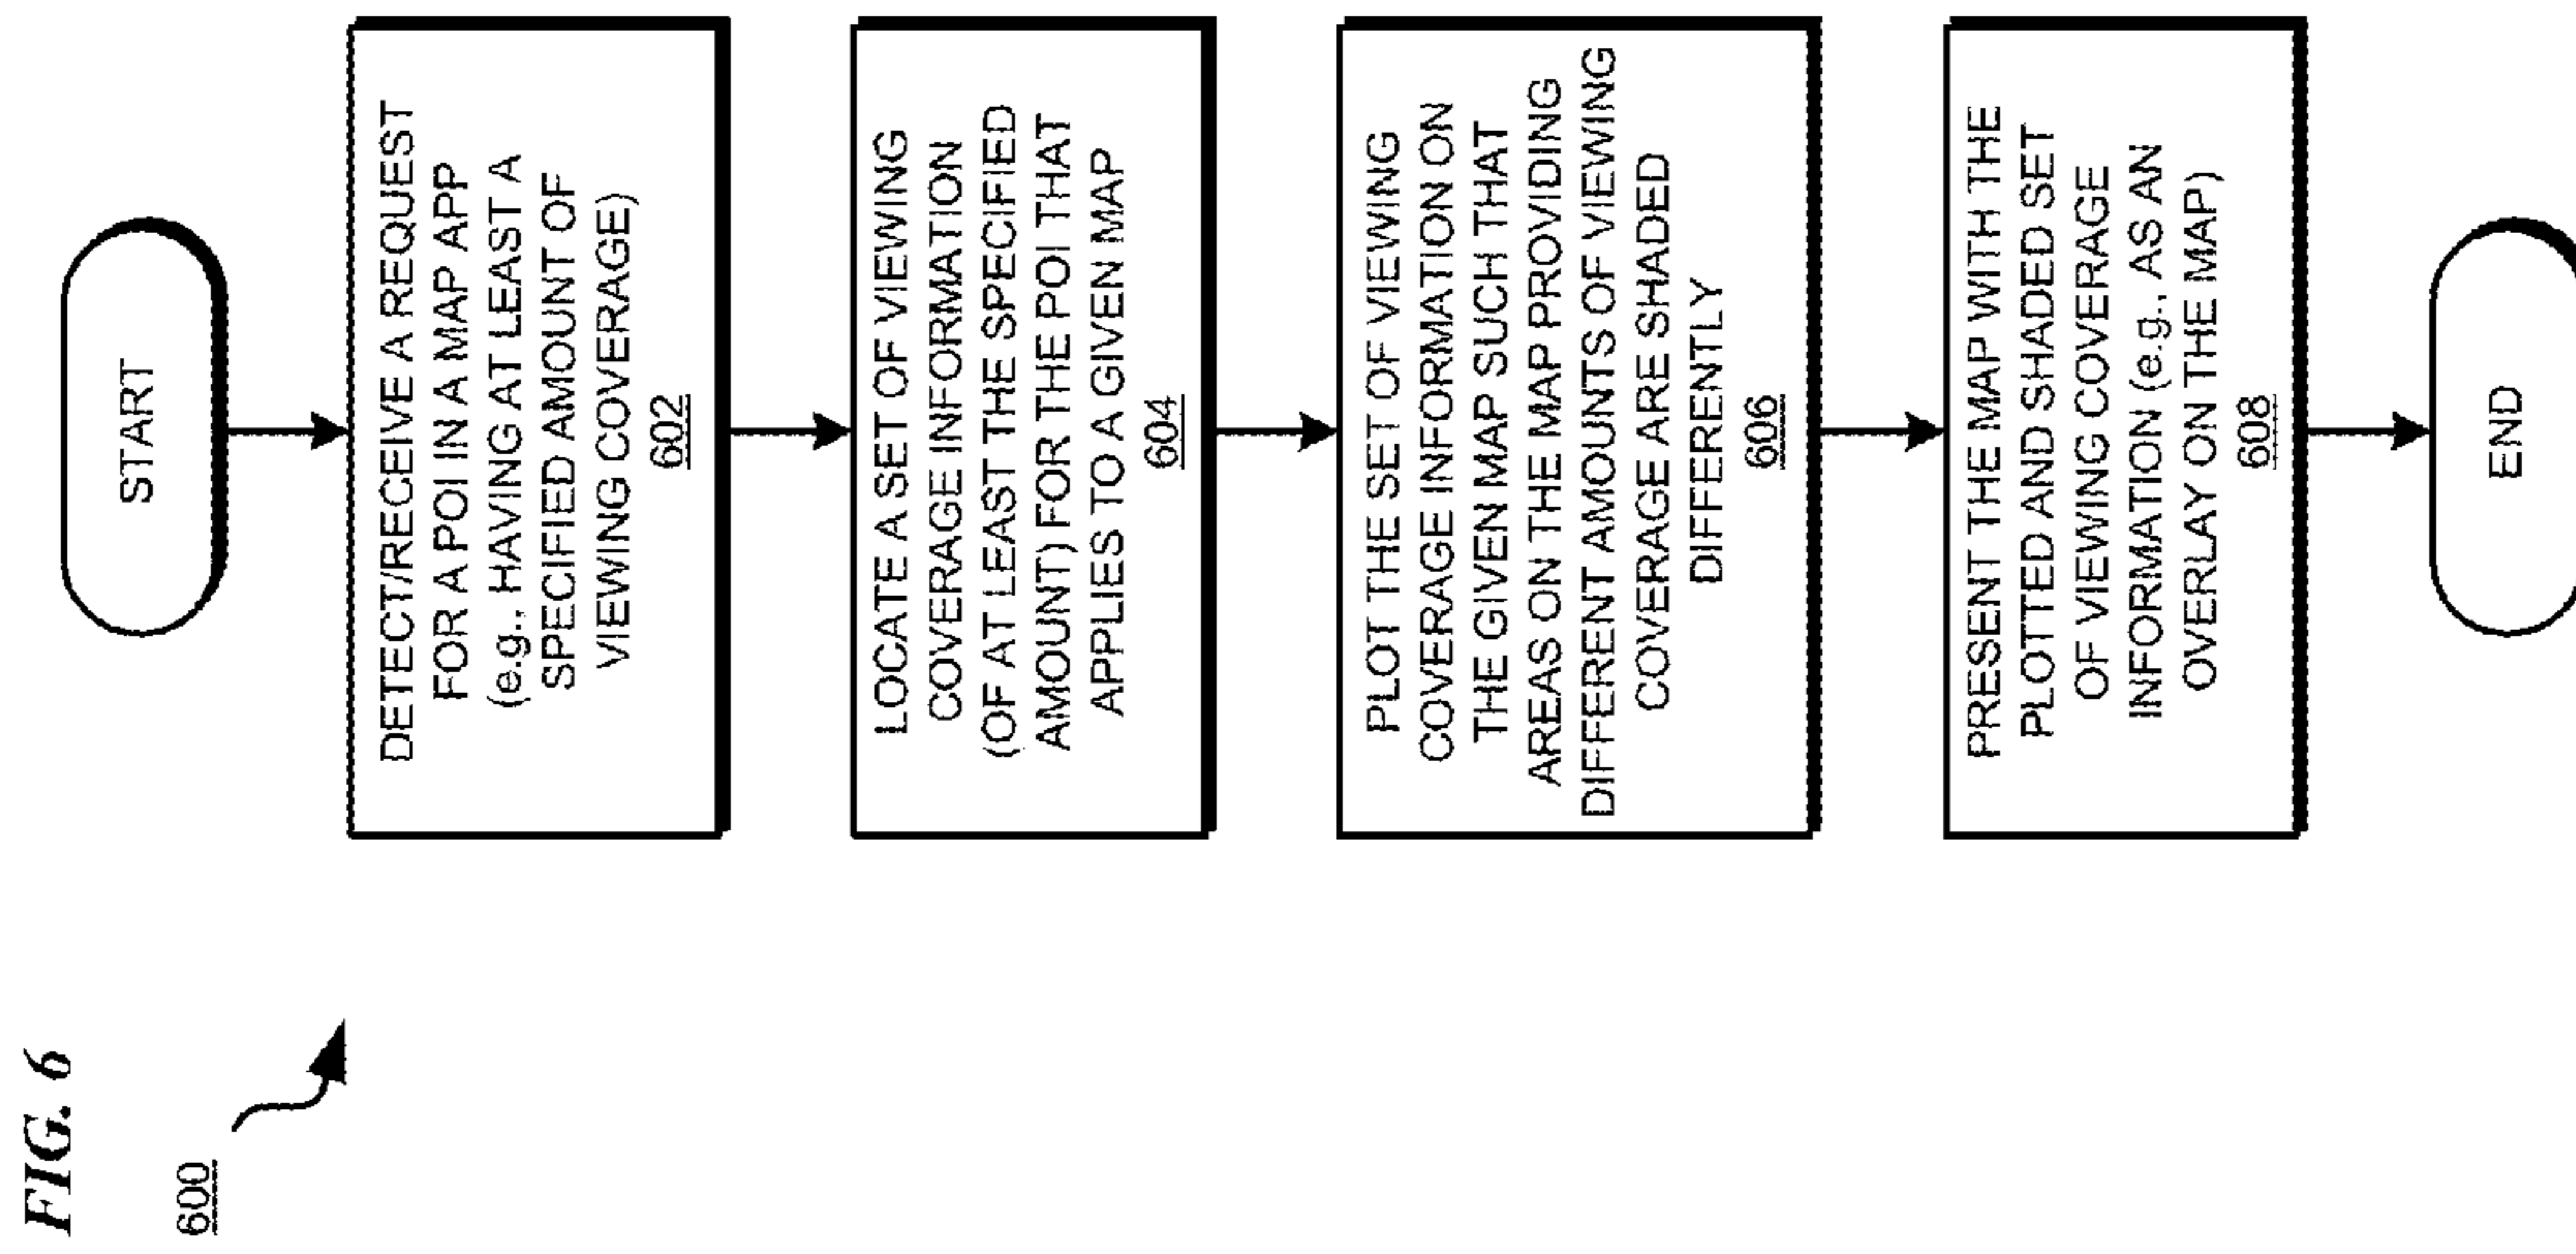 FIG. 6
600
START
DETECT/RECEIVE A REQUEST
FOR A POI IN A MAP APP
(e.g., HAVING AT LEAST A
SPECIFIED AMOUNT OF
VIEWING COVERAGE)
602
LOCATE A SET OF VIEWING
COVERAGE INFORMATION
(OF AT LEAST THE SPECIFIED
AMOUNT) FOR THE POI THAT
APPLIES TO A GIVEN MAP
604
PLOT THE SET OF VIEWING
COVERAGE INFORMATION ON
THE GIVEN MAP SUCH THAT
AREAS ON THE MAP PROVIDING
DIFFERENT AMOUNTS OF VIEWING
COVERAGE ARE SHADED
DIFFERENTLY
606
PRESENT THE MAP WITH THE
PLOTTED AND SHADED SET
OF VIEWING COVERAGE
INFORMATION (e.g., AS AN
OVERLAY ON THE MAP)
608
END